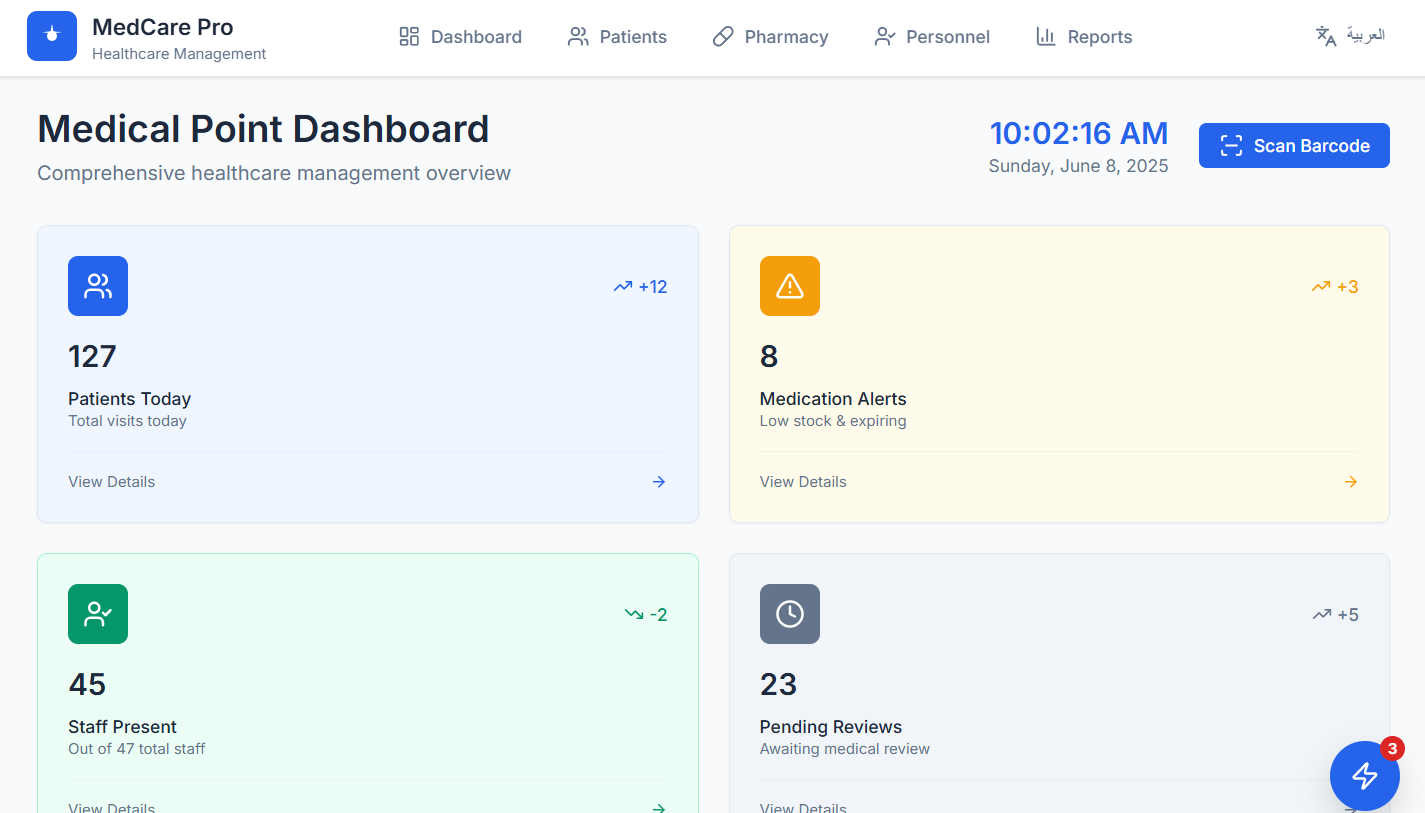 MedCare Pro
Healthcare Management
Dashboard
Patients
Pharmacy
Personnel
Reports
العربية
Medical Point Dashboard
Comprehensive healthcare management overview
10:02:16 AM
Sunday, June 8, 2025
Scan Barcode
+12
127
Patients Today
Total visits today
View Details
+3
8
Medication Alerts
Low stock & expiring
View Details
-2
45
Staff Present
Out of 47 total staff
View Details
+5
23
Pending Reviews
Awaiting medical review
View Details
3